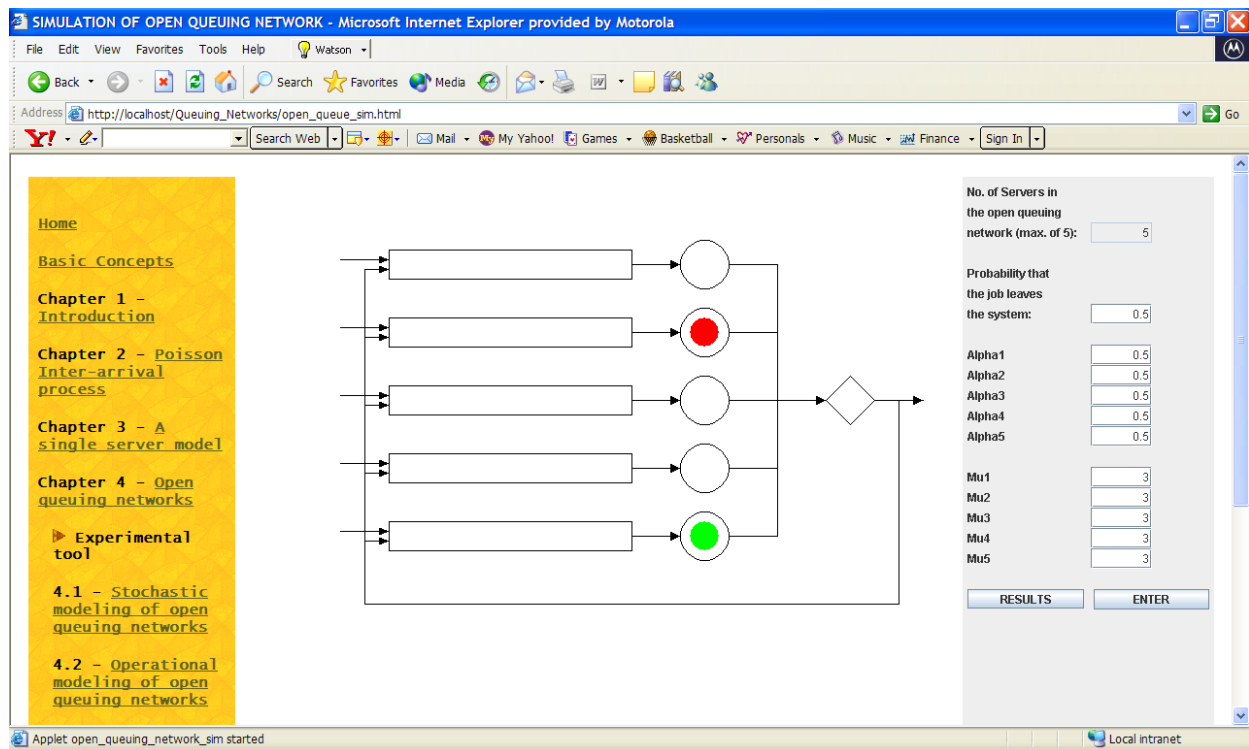 SIMULATION OF OPEN QUEUING NETWORK - Microsoft Internet Explorer provided by Motorola
File Edit View Favorites Tools Help Watson
Back Search Favorites Media
Address http://localhost/Queuing_Networks/open_queue_sim.html Go
Y! Search Web Mail My Yahoo! Games Basketball Personals Music Finance Sign In
Home
Basic Concepts
Chapter 1 -
Introduction
Chapter 2 - Poisson
Inter-arrival
process
Chapter 3 - A
single server model
Chapter 4 - Open
queuing networks
Experimental
tool
4.1 - Stochastic
modeling of open
queuing networks
4.2 - Operational
modeling of open
queuing networks
No. of Servers in
the open queuing
network (max. of 5): 5
Probability that
the job leaves
the system: 0.5
Alpha1 0.5
Alpha2 0.5
Alpha3 0.5
Alpha4 0.5
Alpha5 0.5
Mu1 3
Mu2 3
Mu3 3
Mu4 3
Mu5 3
RESULTS ENTER
Applet open_queuing_network_sim started Local intranet